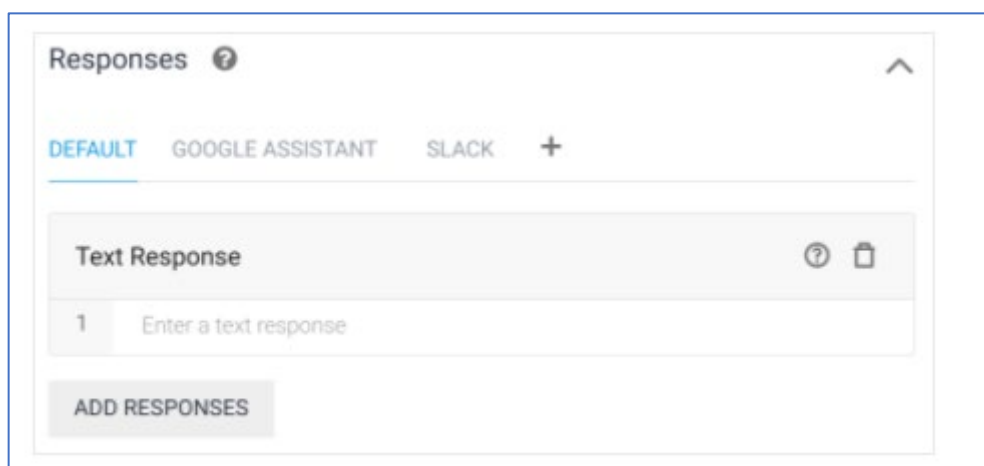 Responses
DEFAULT GOOGLE ASSISTANT SLACK +
Text Response
1 Enter a text response
ADD RESPONSES